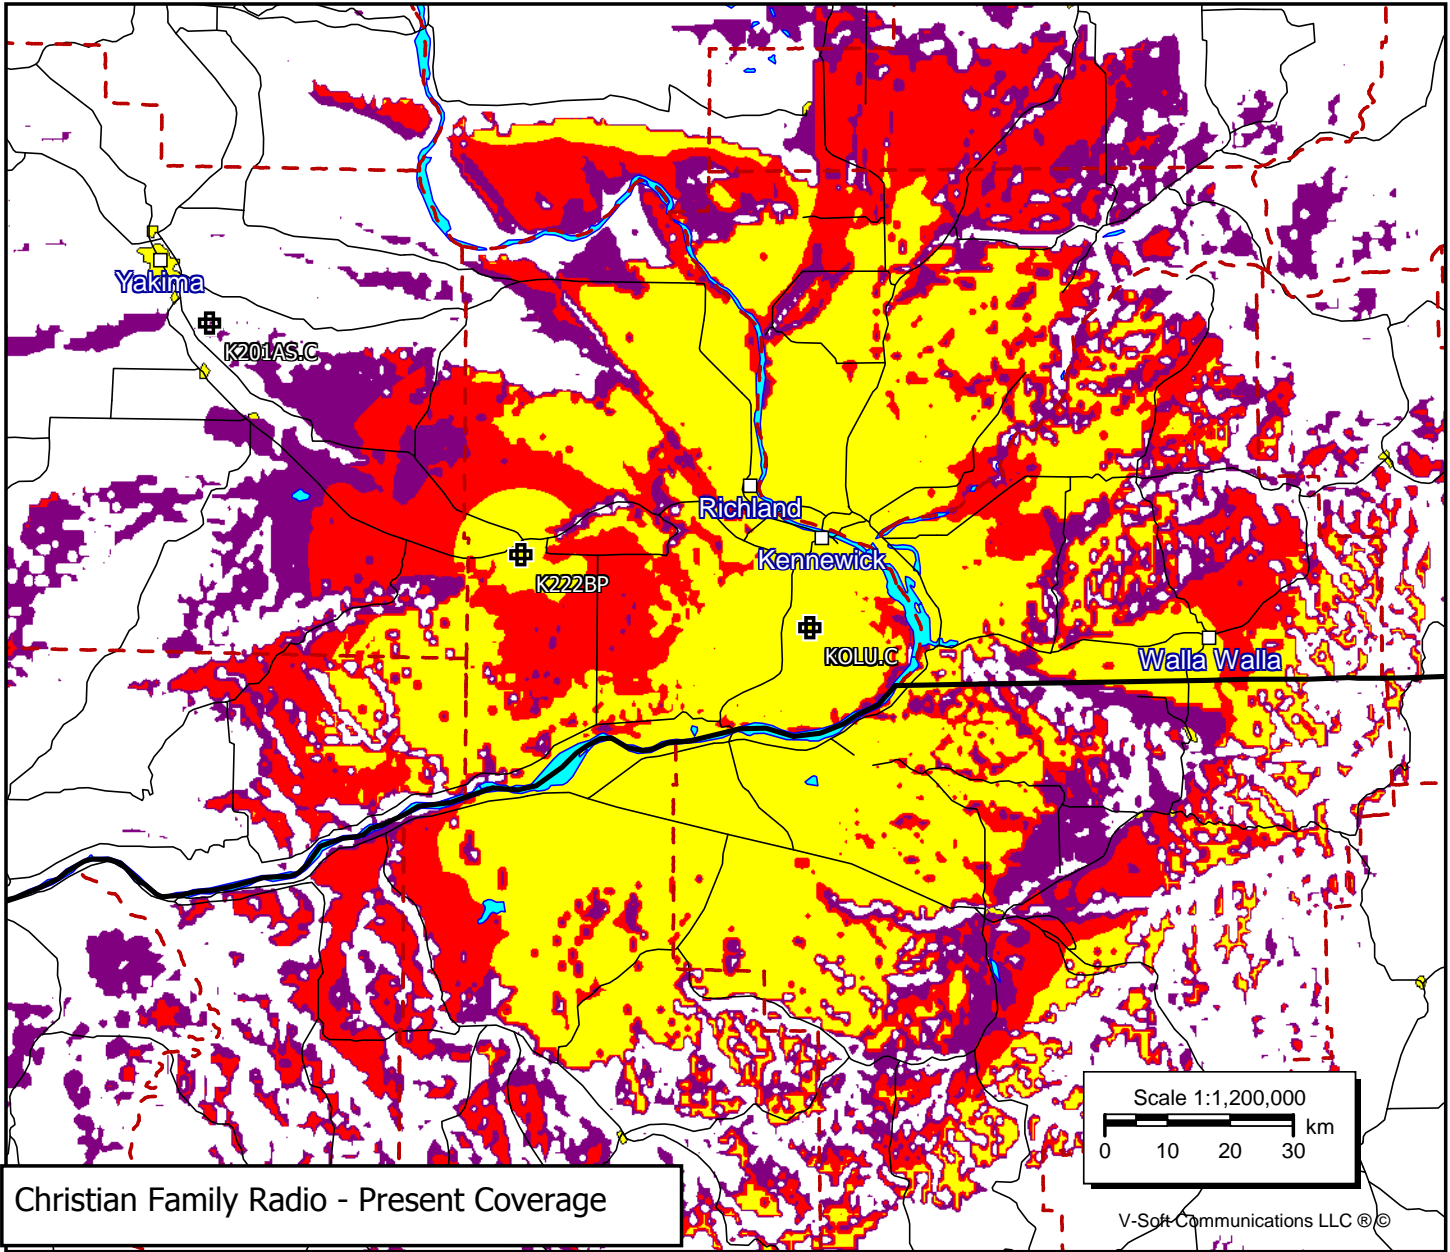 Yakima
K201AS.C
Richland
Kennewick
K222BP
KOLU.C
Walla Walla
Scale 1:1,200,000
km
0 10 20 30
Christian Family Radio - Present Coverage
V-Soft Communications LLC ® ©